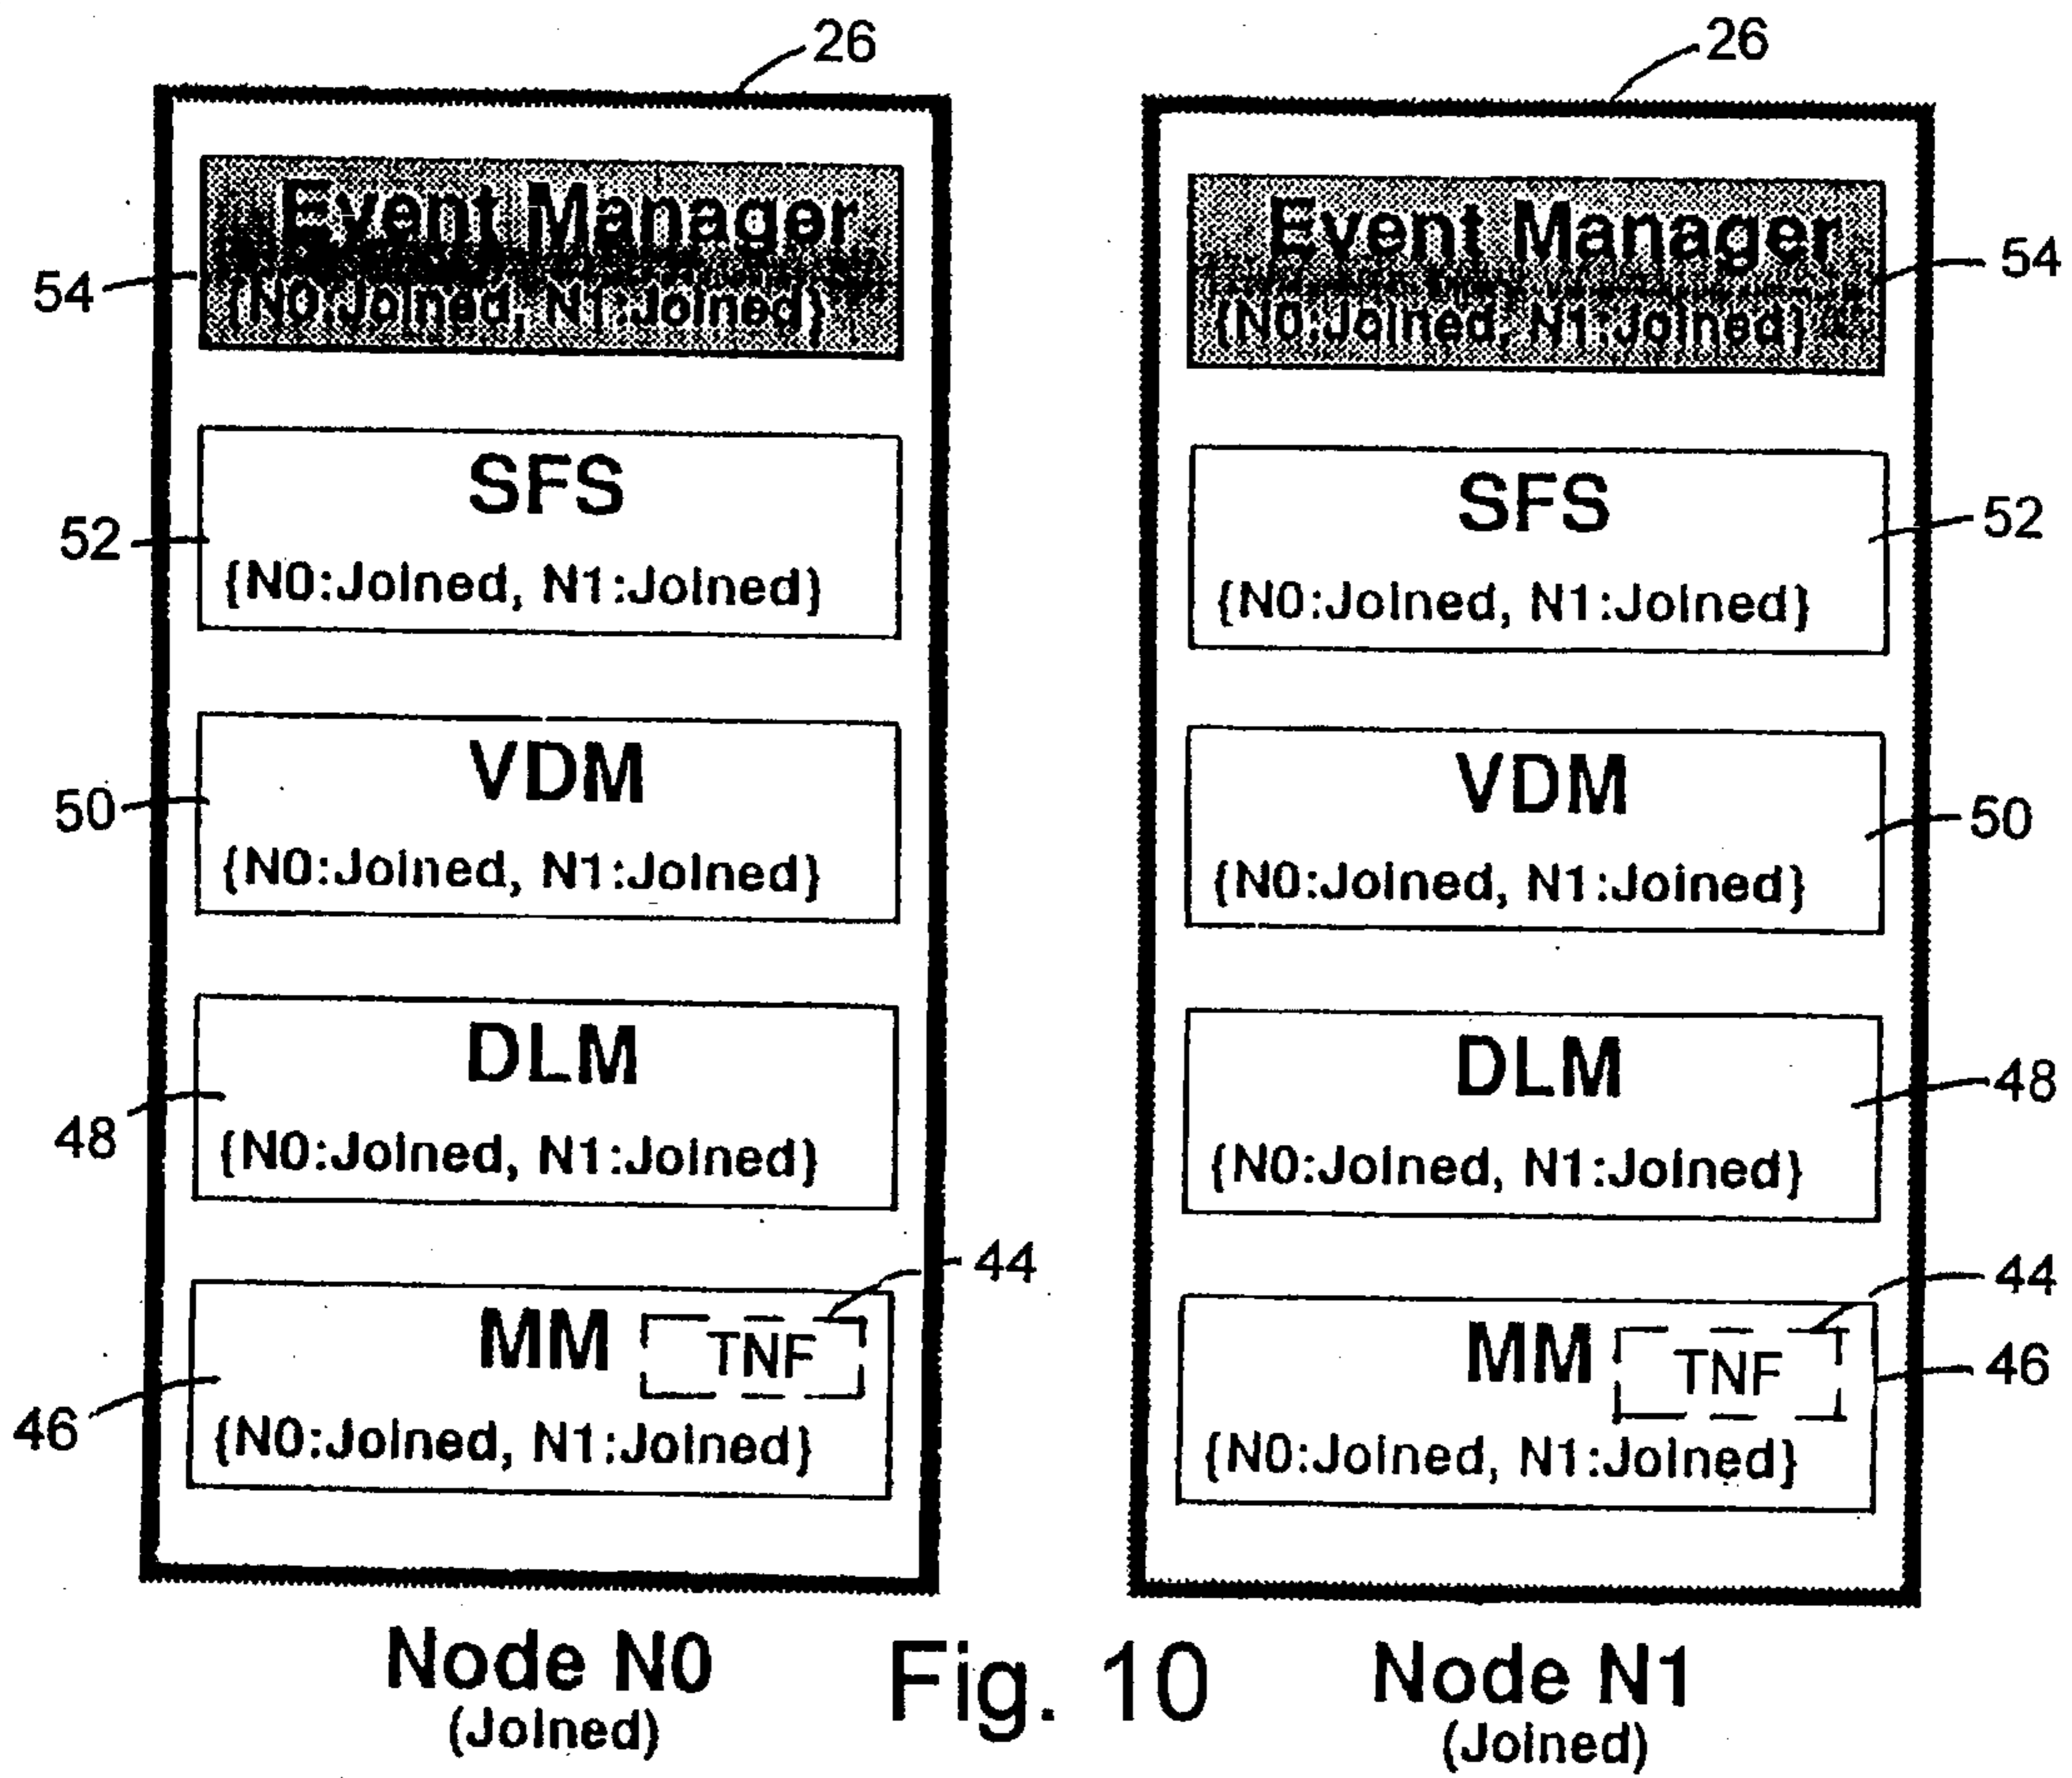 26
Event Manager
{N0:Joined, N1:Joined}
54
SFS
52
{N0:Joined, N1:Joined}
VDM
50
{N0:Joined, N1:Joined}
DLM
48
{N0:Joined, N1:Joined}
44
MM
TNF
46
{N0:Joined, N1:Joined}
Node N0
(Joined)
26
Event Manager
54
{N0:Joined, N1:Joined}
SFS
52
{N0:Joined, N1:Joined}
VDM
50
{N0:Joined, N1:Joined}
DLM
48
{N0:Joined, N1:Joined}
44
MM
TNF
46
{N0:Joined, N1:Joined}
Node N1
(Joined)
Fig. 10